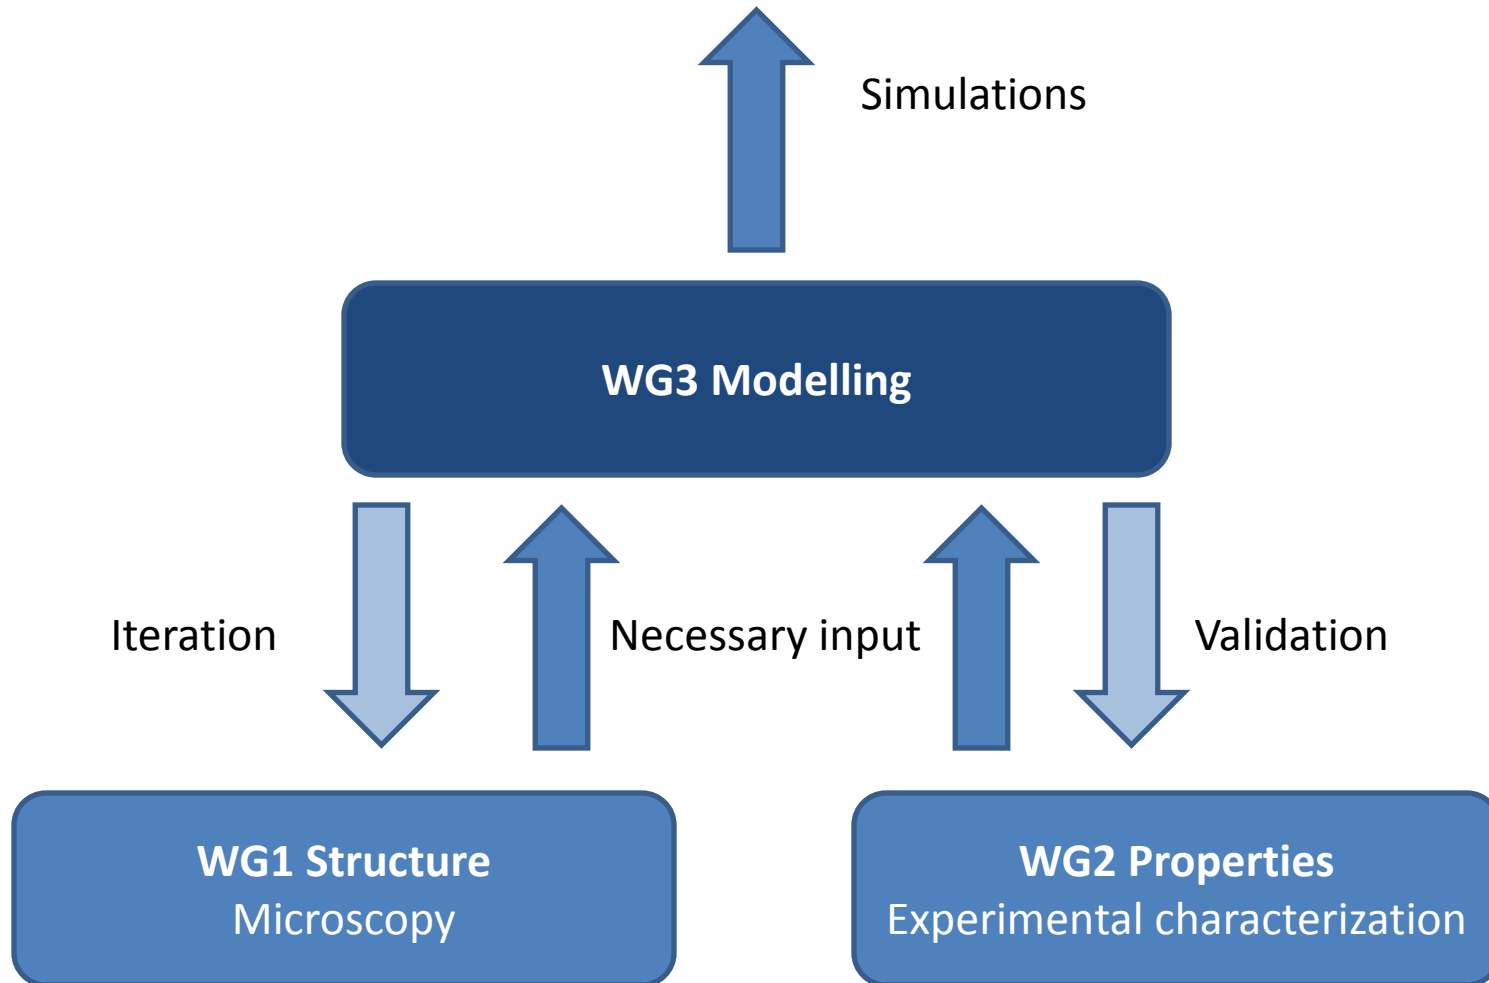 Simulations
WG3 Modelling
Iteration
Necessary input
Validation
WG1 Structure
Microscopy
WG2 Properties
Experimental characterization